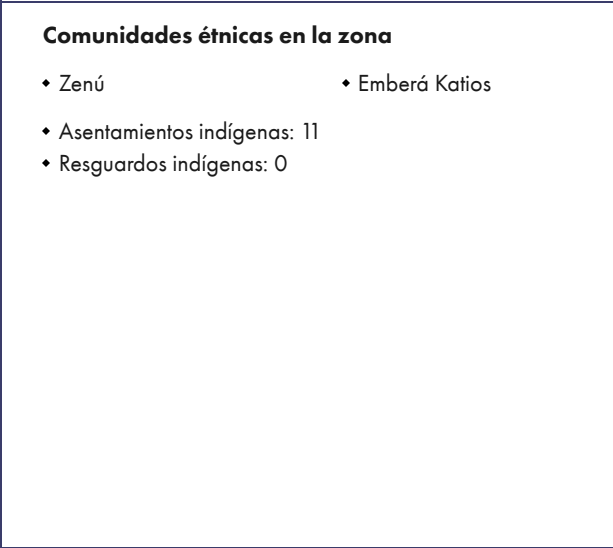 Comunidades étnicas en la zona
◆ Zenú ◆ Emberá Katios
◆ Asentamientos indígenas: 11
◆ Resguardos indígenas: 0